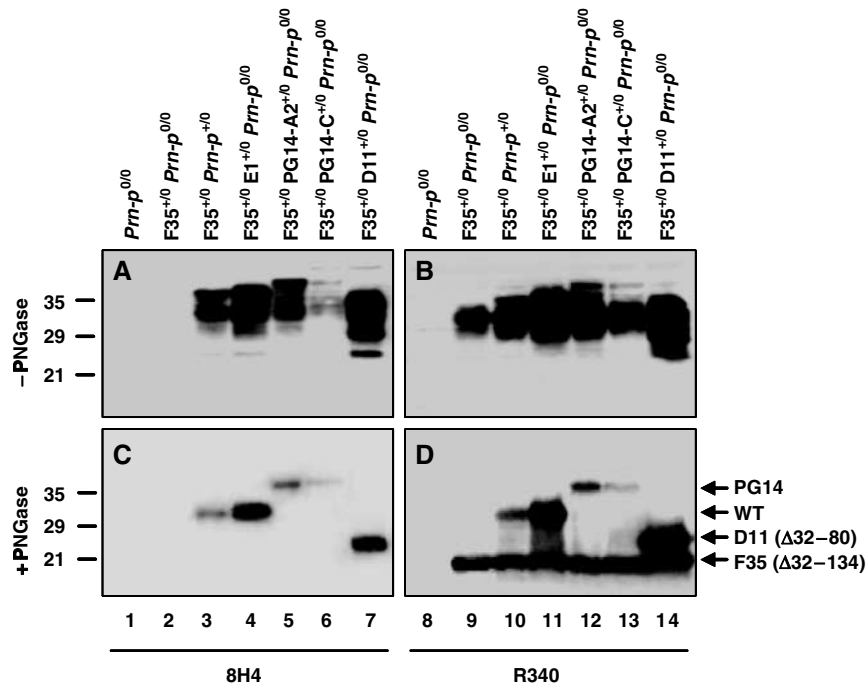 Prn-p0/0
F35+/0 Prn-p0/0
F35+/0 Prn-p+/0
F35+/0 E1+/0 Prn-p0/0
F35+/0 PG14-A2+/0 Prn-p0/0
F35+/0 PG14-C+/0 Prn-p0/0
F35+/0 D11+/0 Prn-p0/0
Prn-p0/0
F35+/0 Prn-p0/0
F35+/0 Prn-p+/0
F35+/0 E1+/0 Prn-p0/0
F35+/0 PG14-A2+/0 Prn-p0/0
F35+/0 PG14-C+/0 Prn-p0/0
F35+/0 D11+/0 Prn-p0/0
–PNGase
35
29
21
A
B
+PNGase
35
29
21
C
D
PG14
WT
D11 (Δ32–80)
F35 (Δ32–134)
1 2 3 4 5 6 7 8 9 10 11 12 13 14
8H4 R340